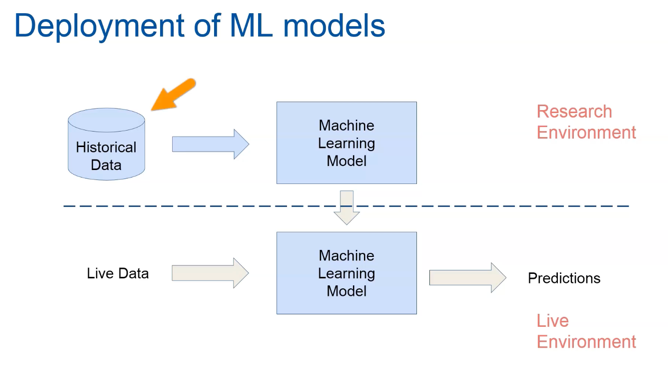 Deployment of ML models
Historical
Data
Machine
Learning
Model
Research
Environment
Live Data
Machine
Learning
Model
Predictions
Live
Environment